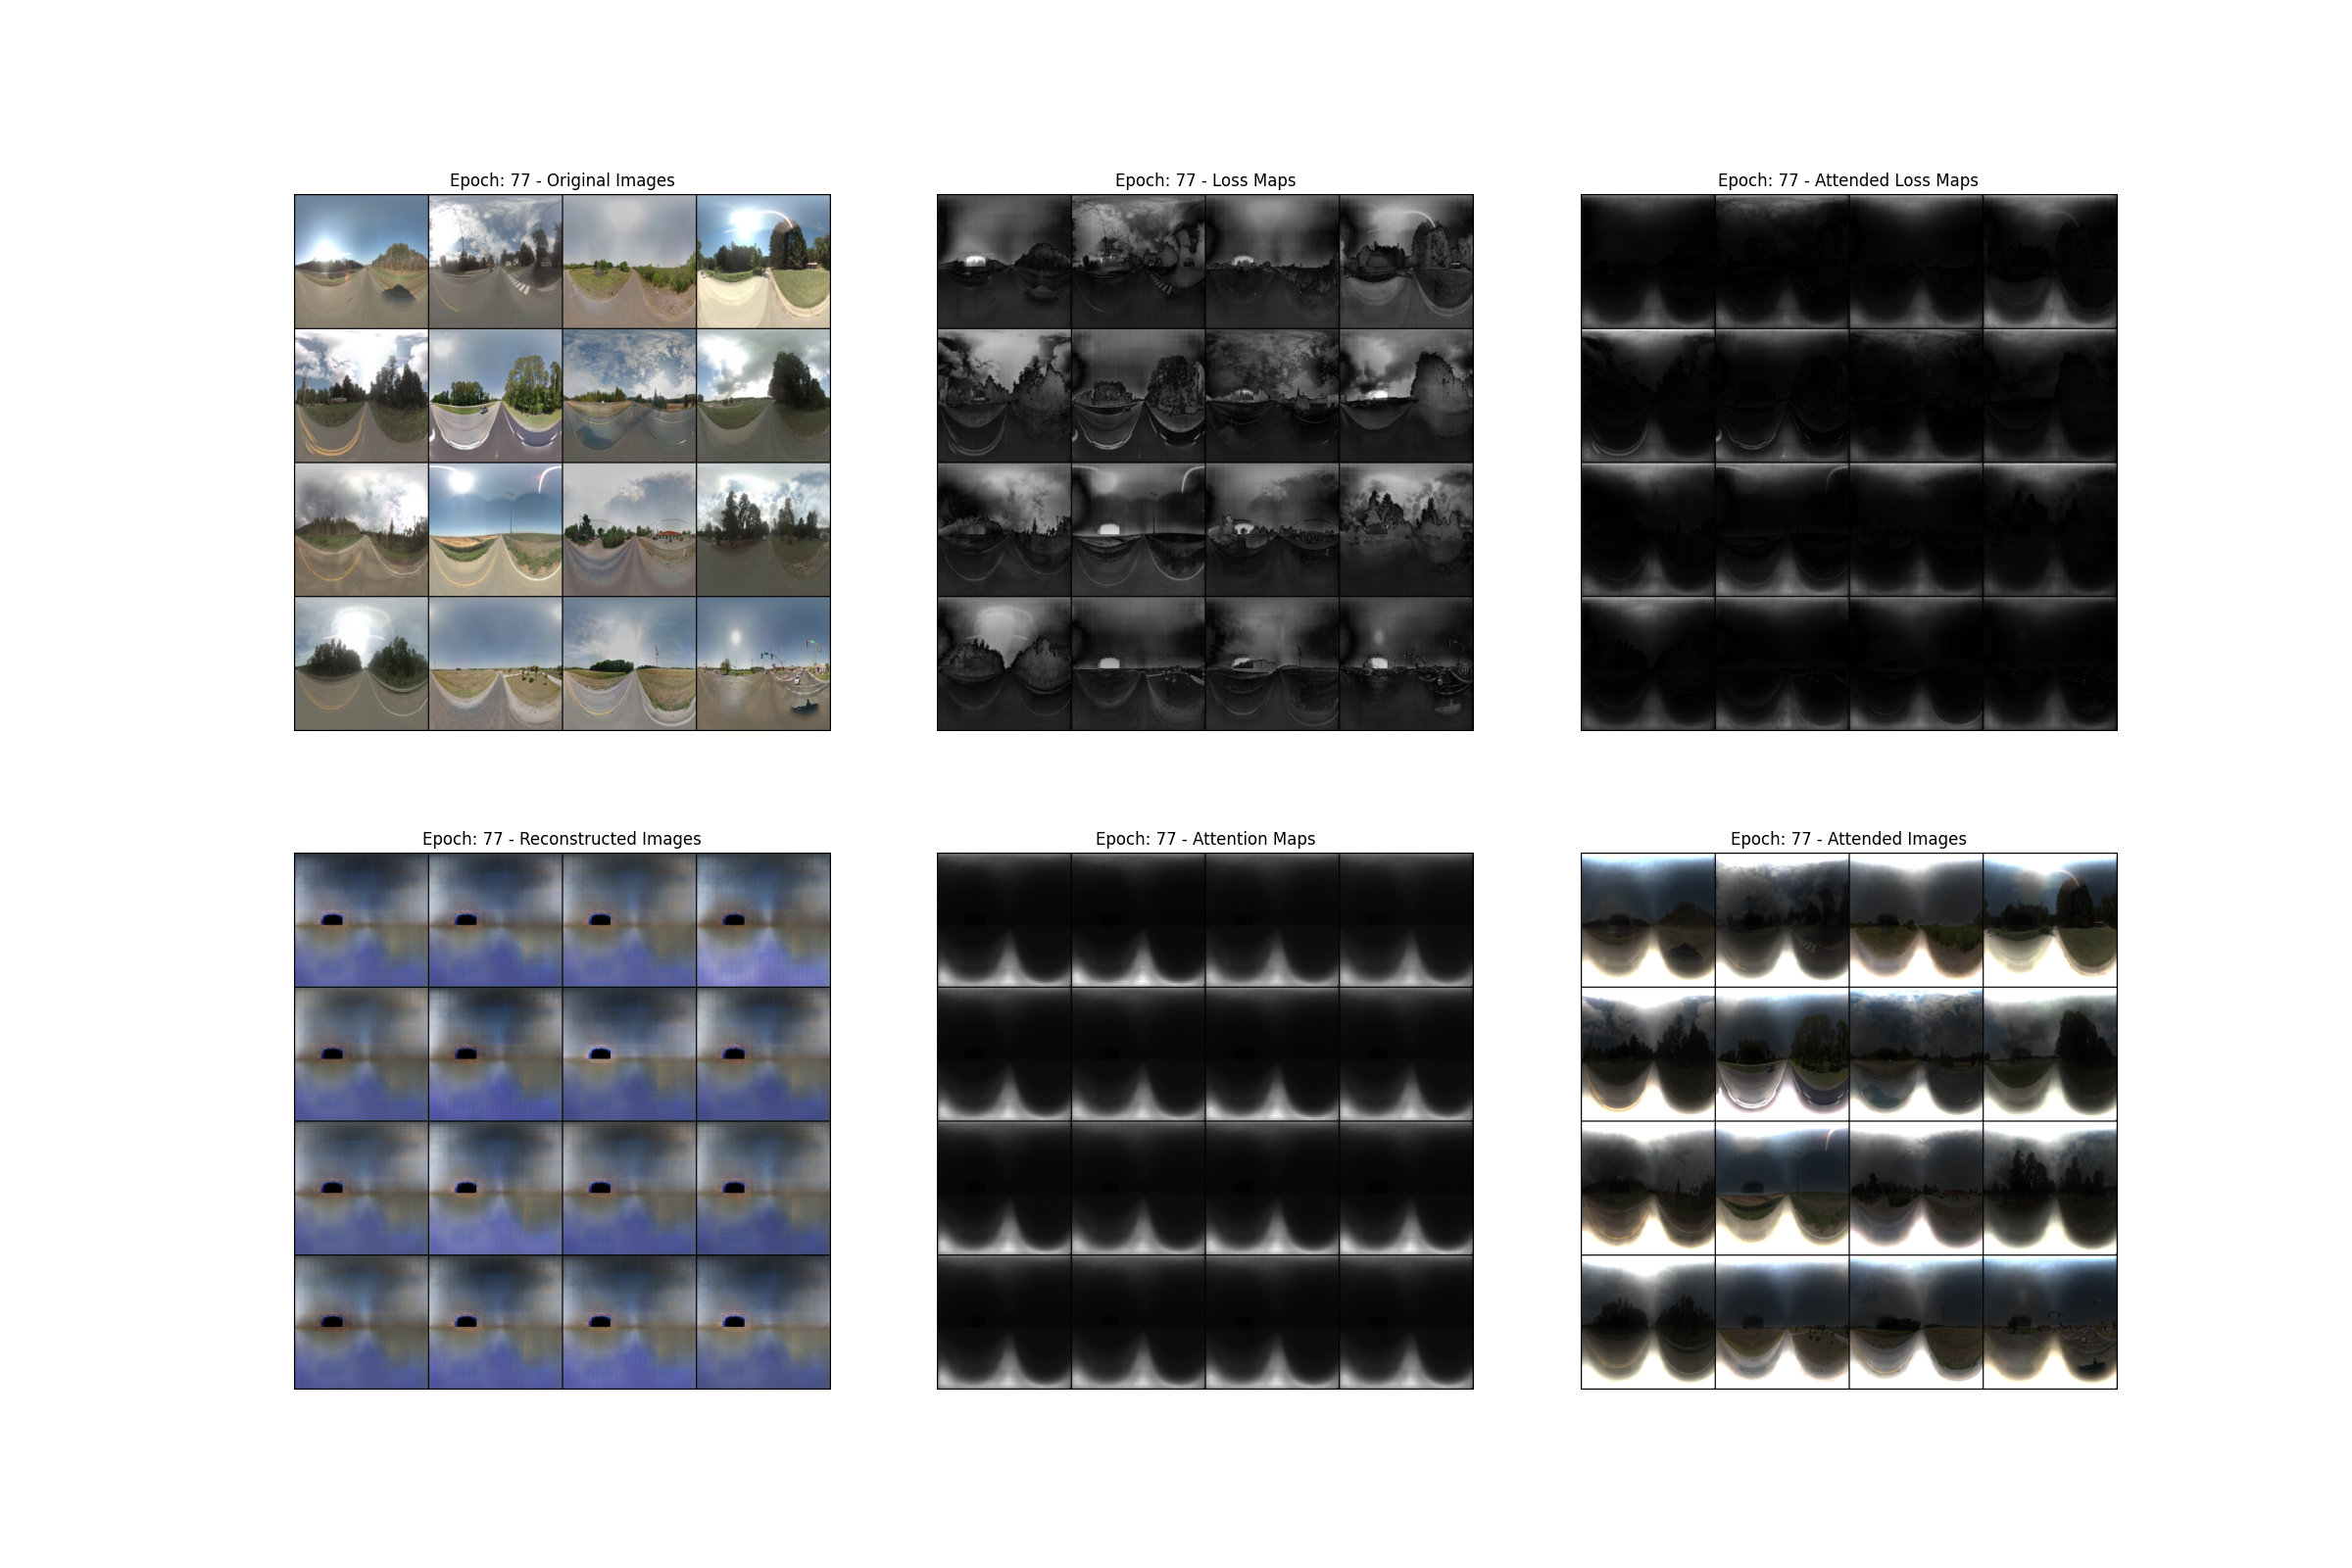 Epoch: 77 - Original Images
Epoch: 77 - Loss Maps
Epoch: 77 - Attended Loss Maps
Epoch: 77 - Reconstructed Images
Epoch: 77 - Attention Maps
Epoch: 77 - Attended Images